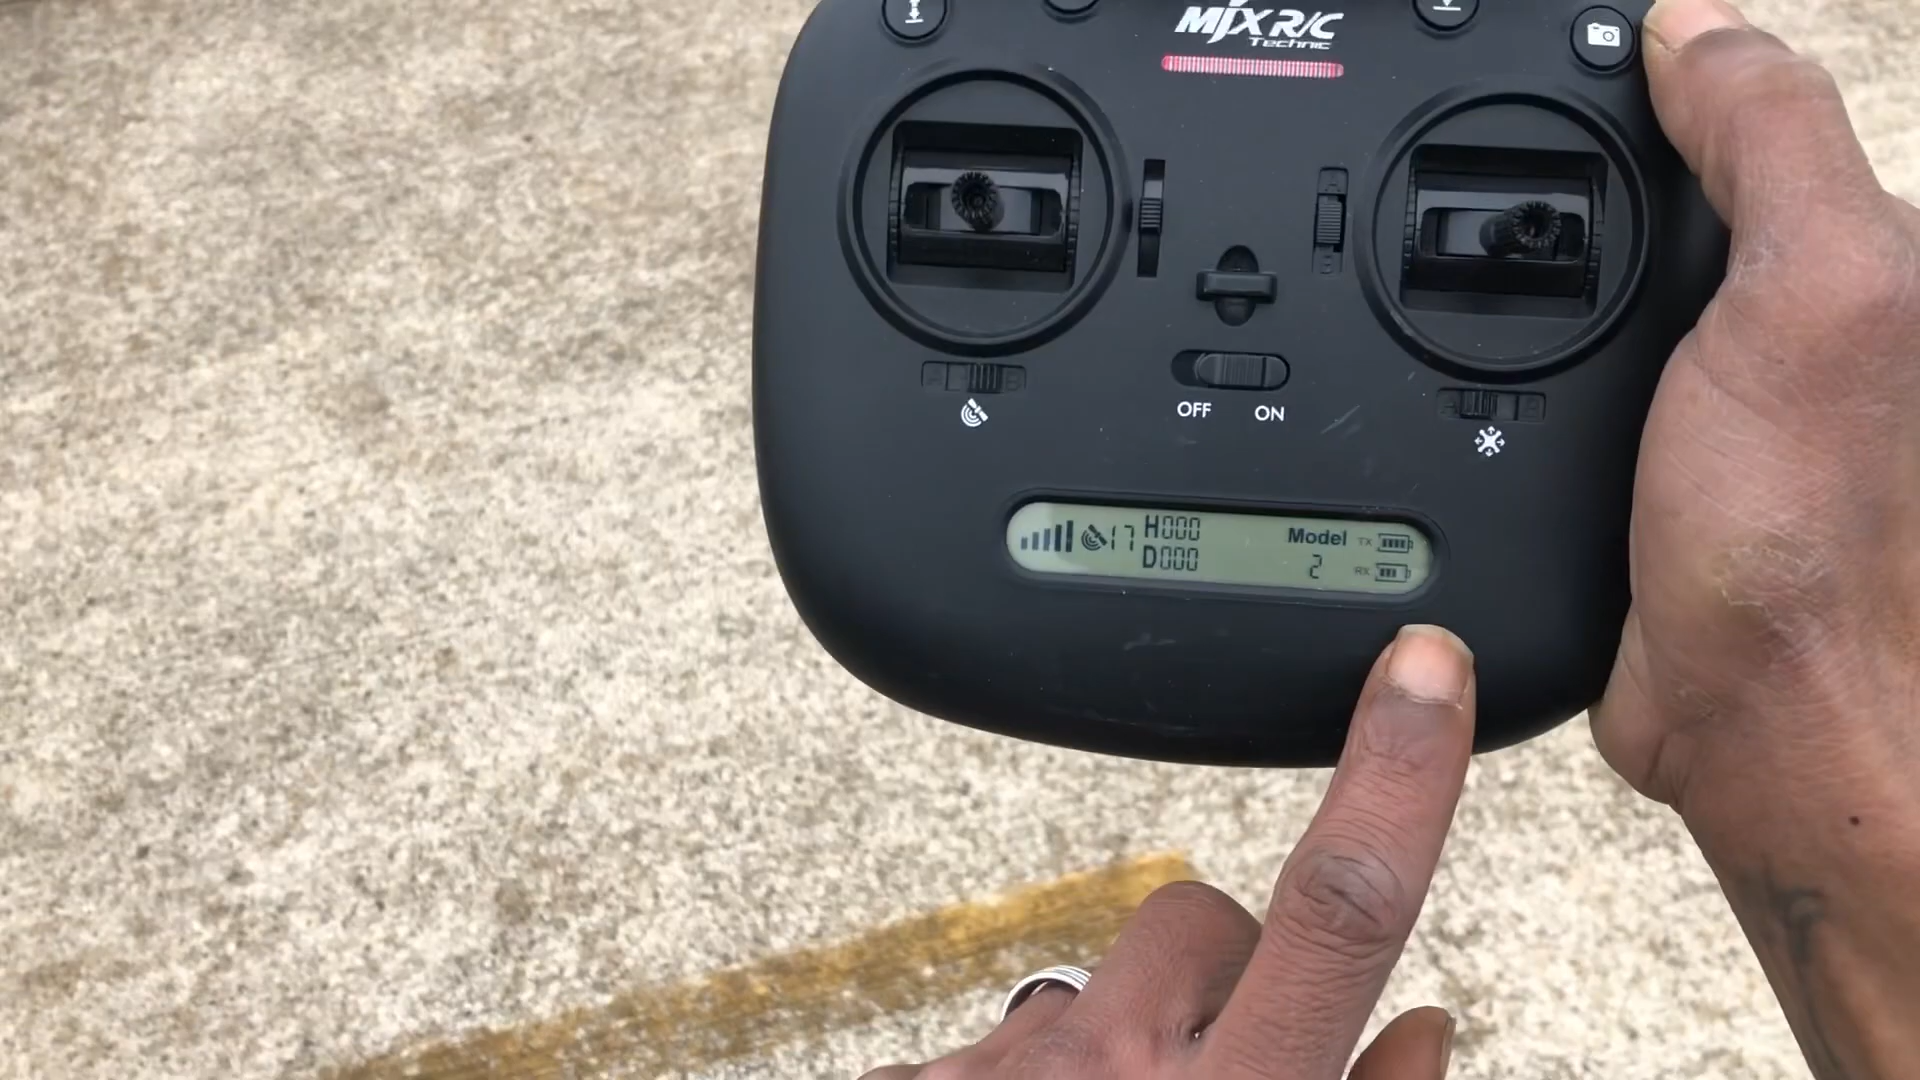 MJX R/C
Technic
A
B
A B
OFF ON
A B
17 H000 Model TX
D000 2 RX